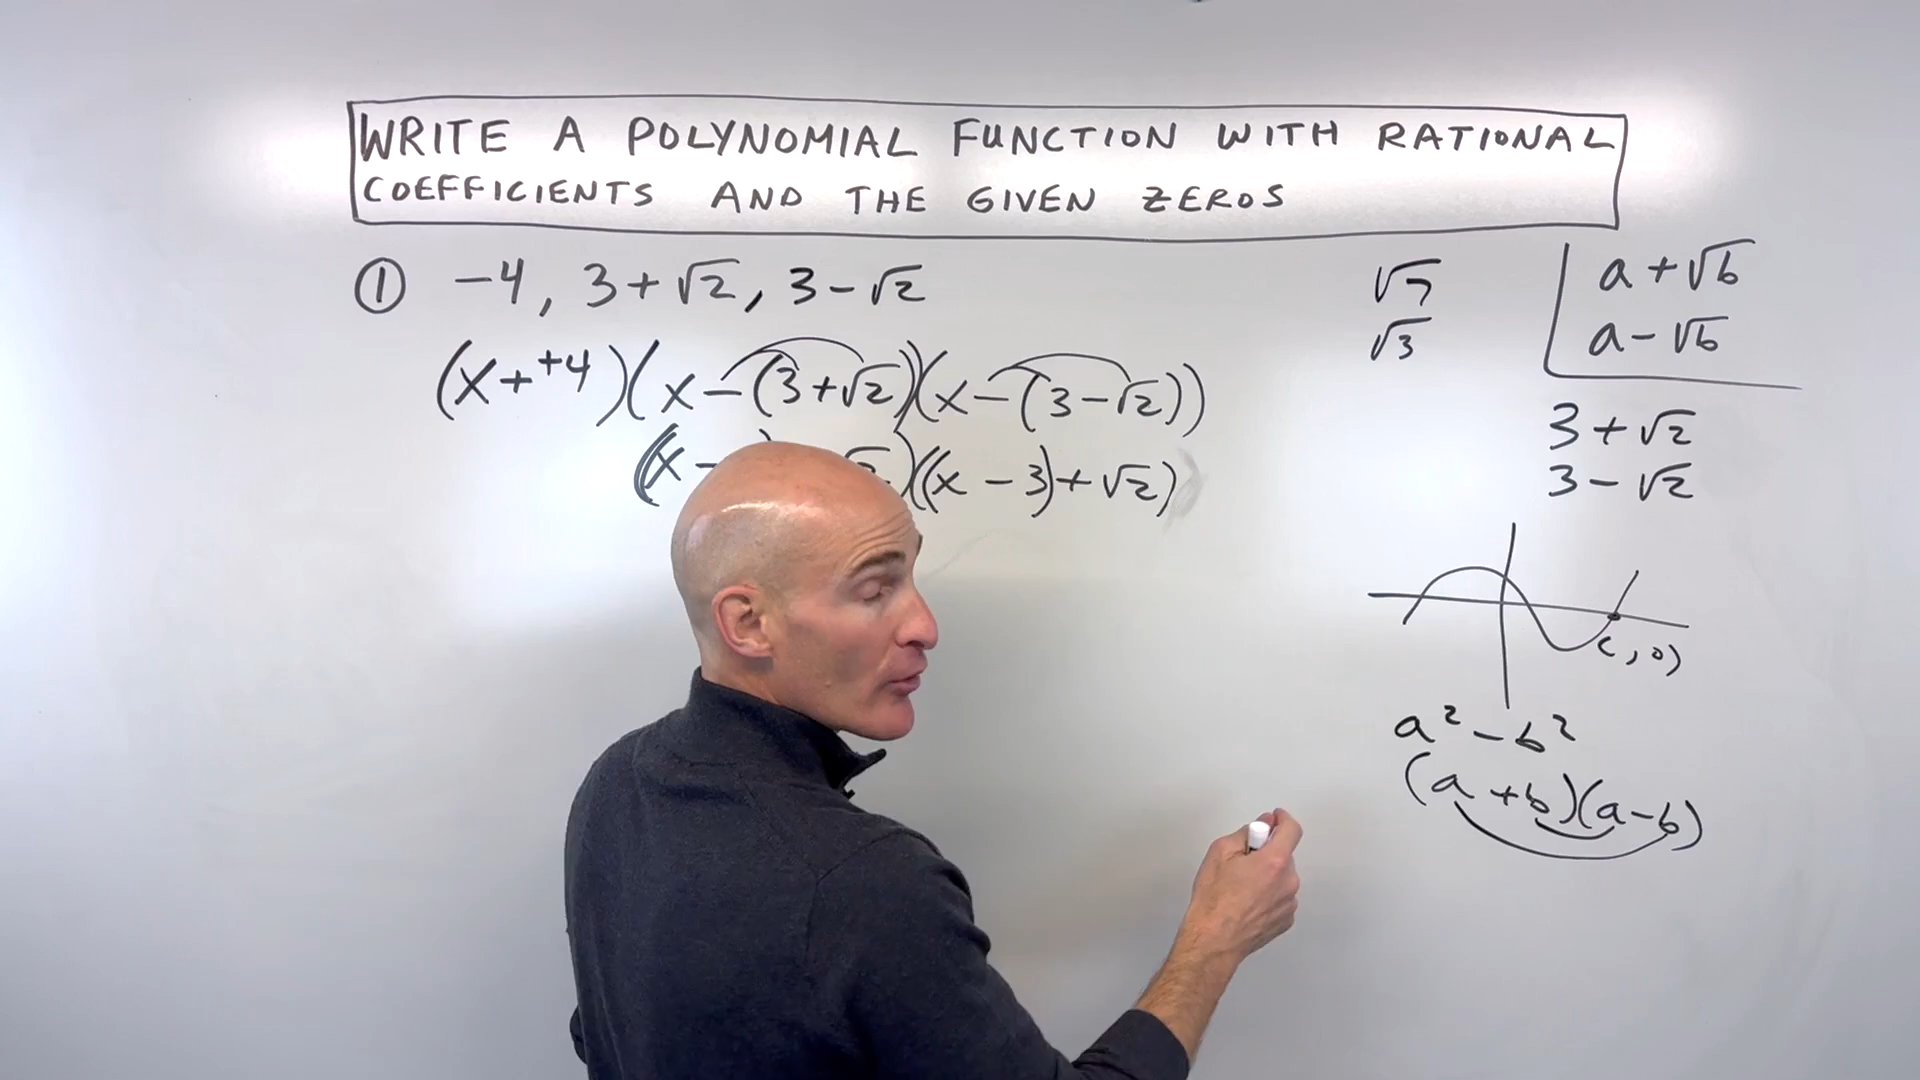 WRITE A POLYNOMIAL FUNCTION WITH RATIONAL
COEFFICIENTS AND THE GIVEN ZEROS
① -4, 3+√2, 3-√2
(x++4)(x-(3+√2))(x-(3-√2))
((x- √2)((x-3)+√2)
√7
√3
a+√b
a-√b
3+√2
3-√2
( ,0)
a²-b²
(a+b)(a-b)